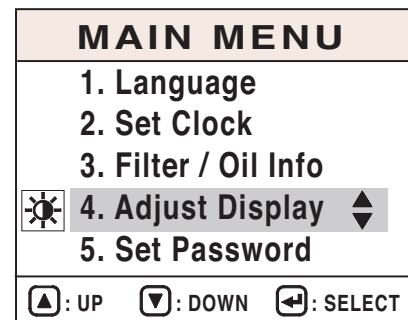 MAIN MENU
1. Language
2. Set Clock
3. Filter / Oil Info
4. Adjust Display
5. Set Password
: UP : DOWN : SELECT